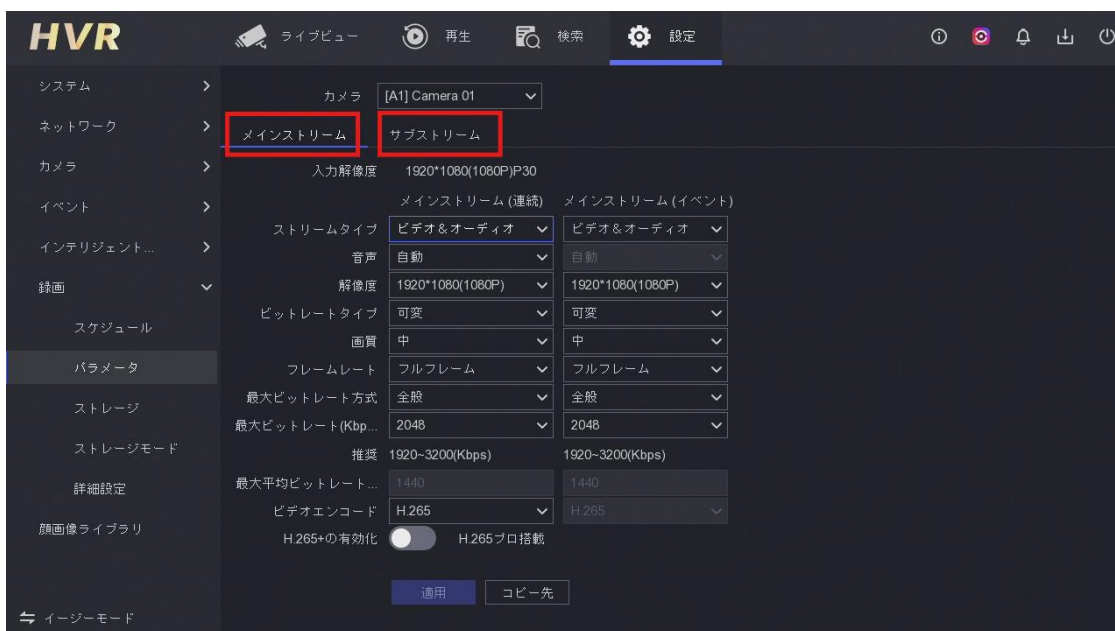 HVR ライブビュー 再生 検索 設定
システム
ネットワーク
カメラ
イベント
インテリジェント...
録画
スケジュール
パラメータ
ストレージ
ストレージモード
詳細設定
顔画像ライブラリ
イージーモード
カメラ [A1] Camera 01
メインストリーム サブストリーム
入力解像度 1920*1080(1080P)P30
メインストリーム(連続) メインストリーム(イベント)
ストリームタイプ ビデオ&オーディオ ビデオ&オーディオ
音声 自動 自動
解像度 1920*1080(1080P) 1920*1080(1080P)
ビットレートタイプ 可変 可変
画質 中 中
フレームレート フルフレーム フルフレーム
最大ビットレート方式 全般 全般
最大ビットレート(Kbp... 2048 2048
推奨 1920~3200(Kbps) 1920~3200(Kbps)
最大平均ビットレート... 1440 1440
ビデオエンコード H.265 H.265
H.265+の有効化 H.265プロ搭載
適用 コピー先